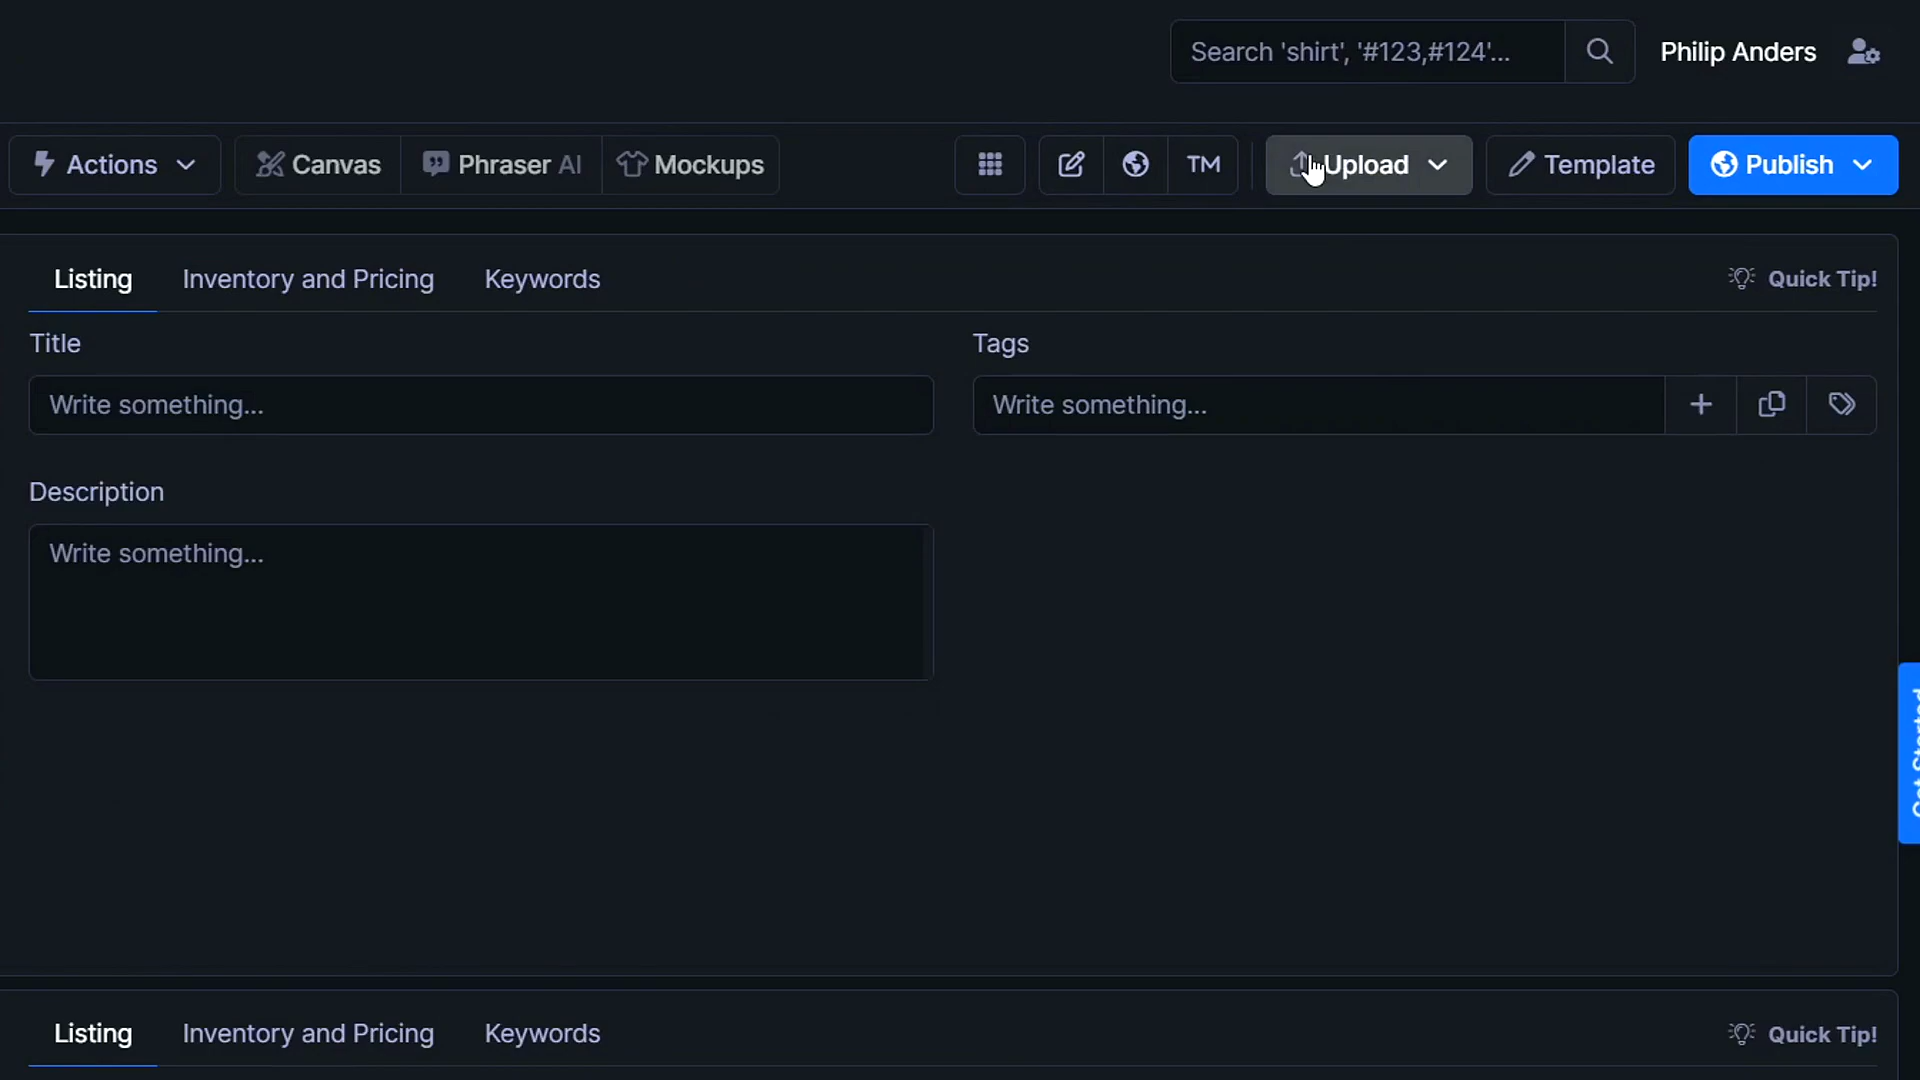 Search 'shirt', '#123,#124'...
Philip Anders
Actions
Canvas
Phraser AI
Mockups
TM
Upload
Template
Publish
Listing
Inventory and Pricing
Keywords
Quick Tip!
Title
Tags
Write something...
Write something...
Description
Write something...
Get Started
Listing
Inventory and Pricing
Keywords
Quick Tip!